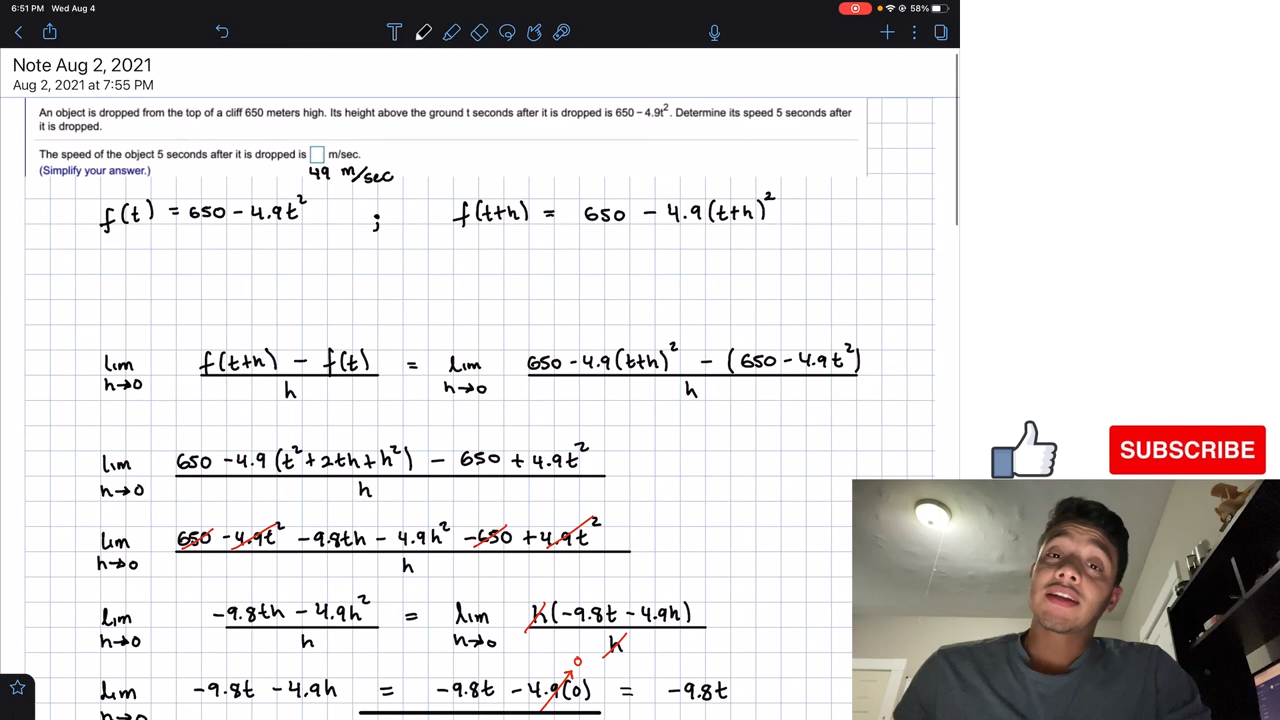 6:51 PM Wed Aug 4
58%
Note Aug 2, 2021
Aug 2, 2021 at 7:55 PM
An object is dropped from the top of a cliff 650 meters high. Its height above the ground t seconds after it is dropped is 650 − 4.9t². Determine its speed 5 seconds after
it is dropped.
The speed of the object 5 seconds after it is dropped is m/sec.
(Simplify your answer.)
49 m/sec
f(t) = 650 - 4.9t² ; f(t+h) = 650 - 4.9(t+h)²
lim h→0 f(t+h) - f(t) / h = lim h→0 650 - 4.9(t+h)² - (650 - 4.9t²) / h
lim h→0 650 - 4.9(t² + 2th + h²) - 650 + 4.9t² / h
lim h→0 650 - 4.9t² - 9.8th - 4.9h² - 650 + 4.9t² / h
lim h→0 -9.8th - 4.9h² / h = lim h→0 h(-9.8t - 4.9h) / h
lim h→0 -9.8t - 4.9h = -9.8t - 4.9(0) 0 = -9.8t
SUBSCRIBE